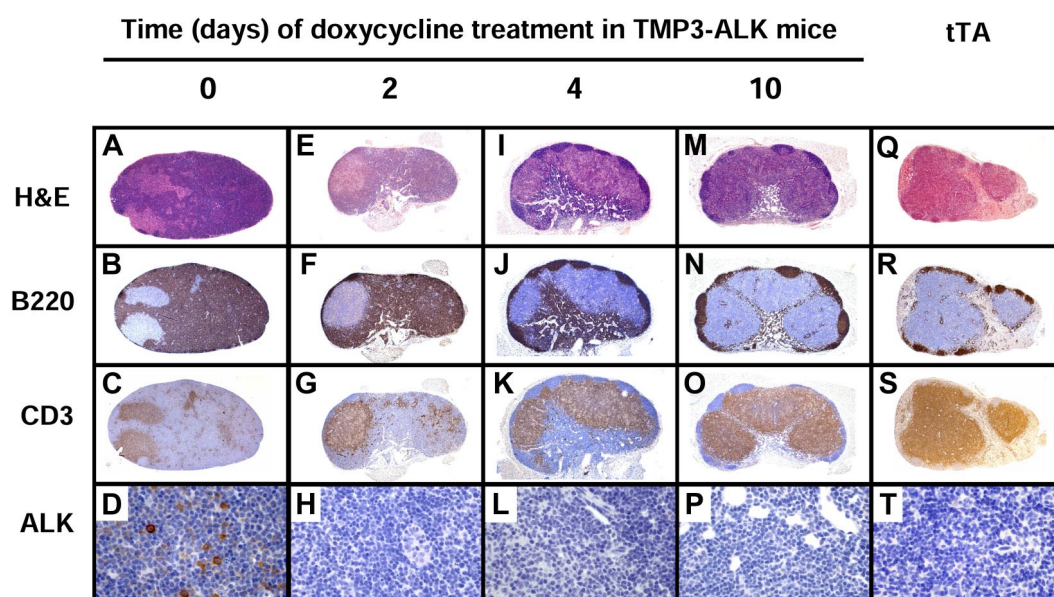 Time (days) of doxycycline treatment in TMP3-ALK mice
tTA
0 2 4 10
H&E A E I M Q
B220 B F J N R
CD3 C G K O S
ALK D H L P T